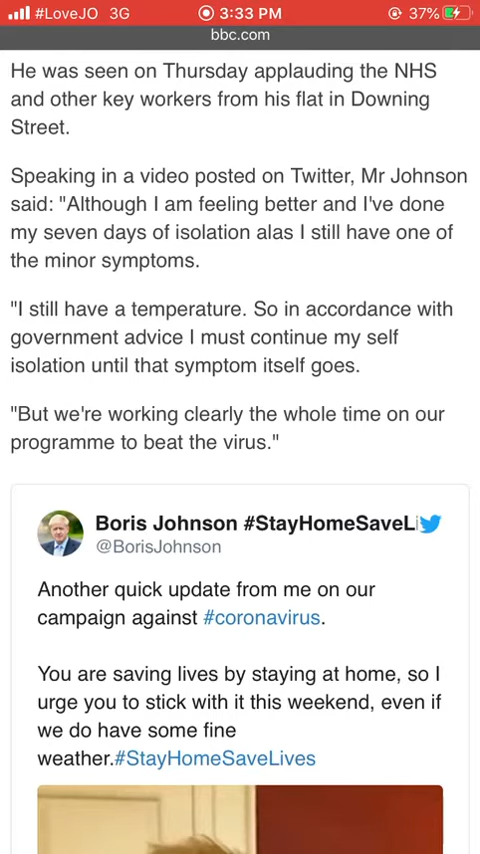 #LoveJO 3G 3:33 PM 37%
bbc.com
He was seen on Thursday applauding the NHS
and other key workers from his flat in Downing
Street.
Speaking in a video posted on Twitter, Mr Johnson
said: "Although I am feeling better and I've done
my seven days of isolation alas I still have one of
the minor symptoms.
"I still have a temperature. So in accordance with
government advice I must continue my self
isolation until that symptom itself goes.
"But we're working clearly the whole time on our
programme to beat the virus."
Boris Johnson #StayHomeSaveLi
@BorisJohnson
Another quick update from me on our
campaign against #coronavirus.
You are saving lives by staying at home, so I
urge you to stick with it this weekend, even if
we do have some fine
weather.#StayHomeSaveLives